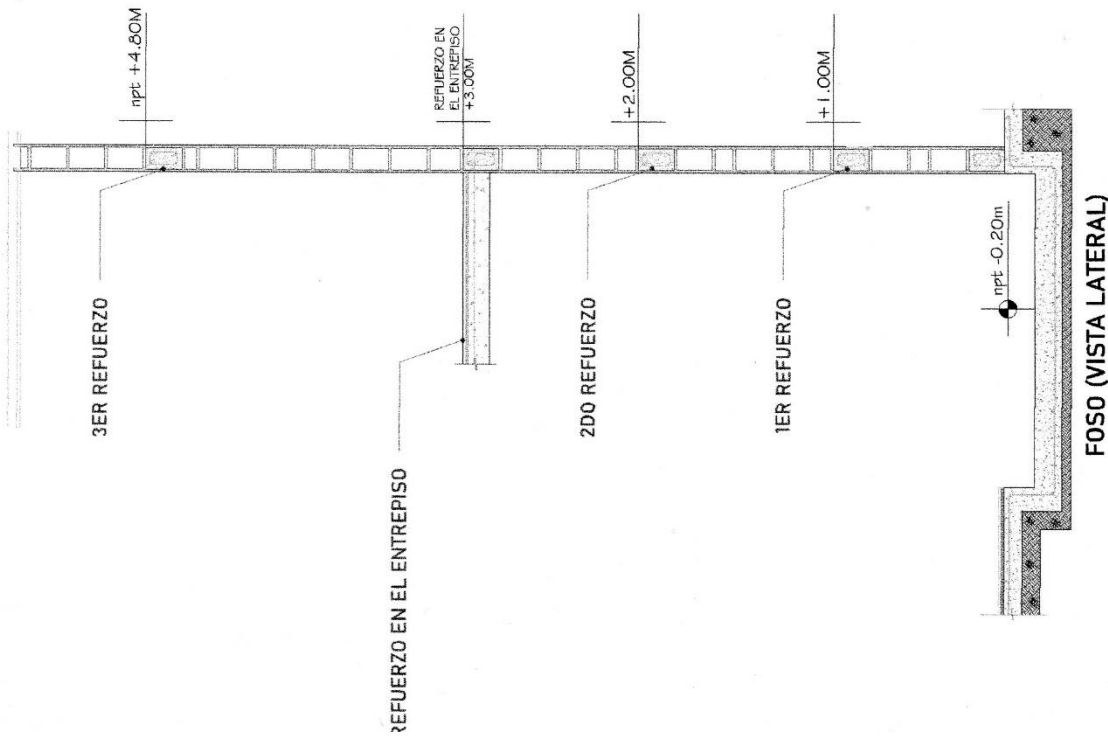 npt +4.80M
REFUERZO EN
EL ENTREPISO
+3.00M
+2.00M
+1.00M
3ER REFUERZO
REFUERZO EN EL ENTREPISO
2DO REFUERZO
1ER REFUERZO
npt -0.20m
FOSO (VISTA LATERAL)